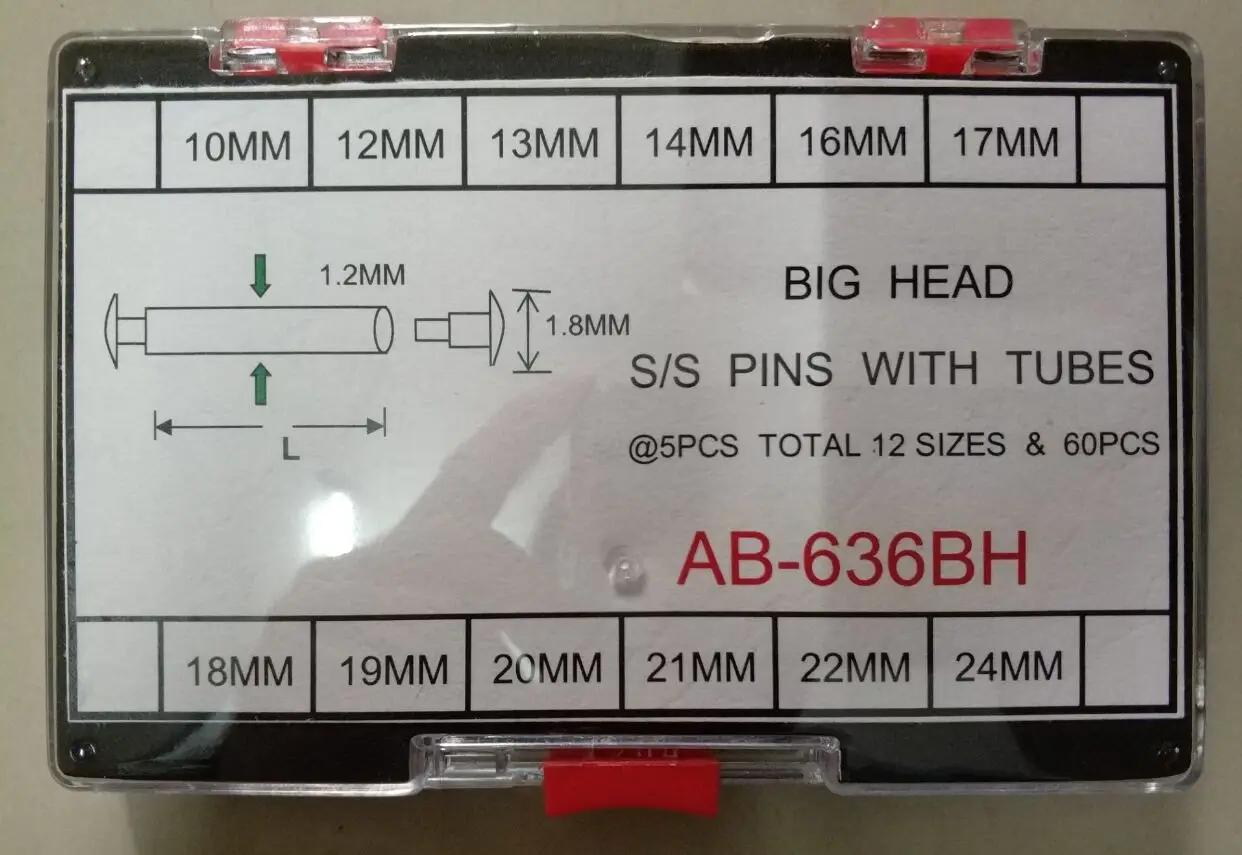 10MM 12MM 13MM 14MM 16MM 17MM
1.2MM
1.8MM
L
BIG HEAD
S/S PINS WITH TUBES
@5PCS TOTAL 12 SIZES & 60PCS
AB-636BH
18MM 19MM 20MM 21MM 22MM 24MM